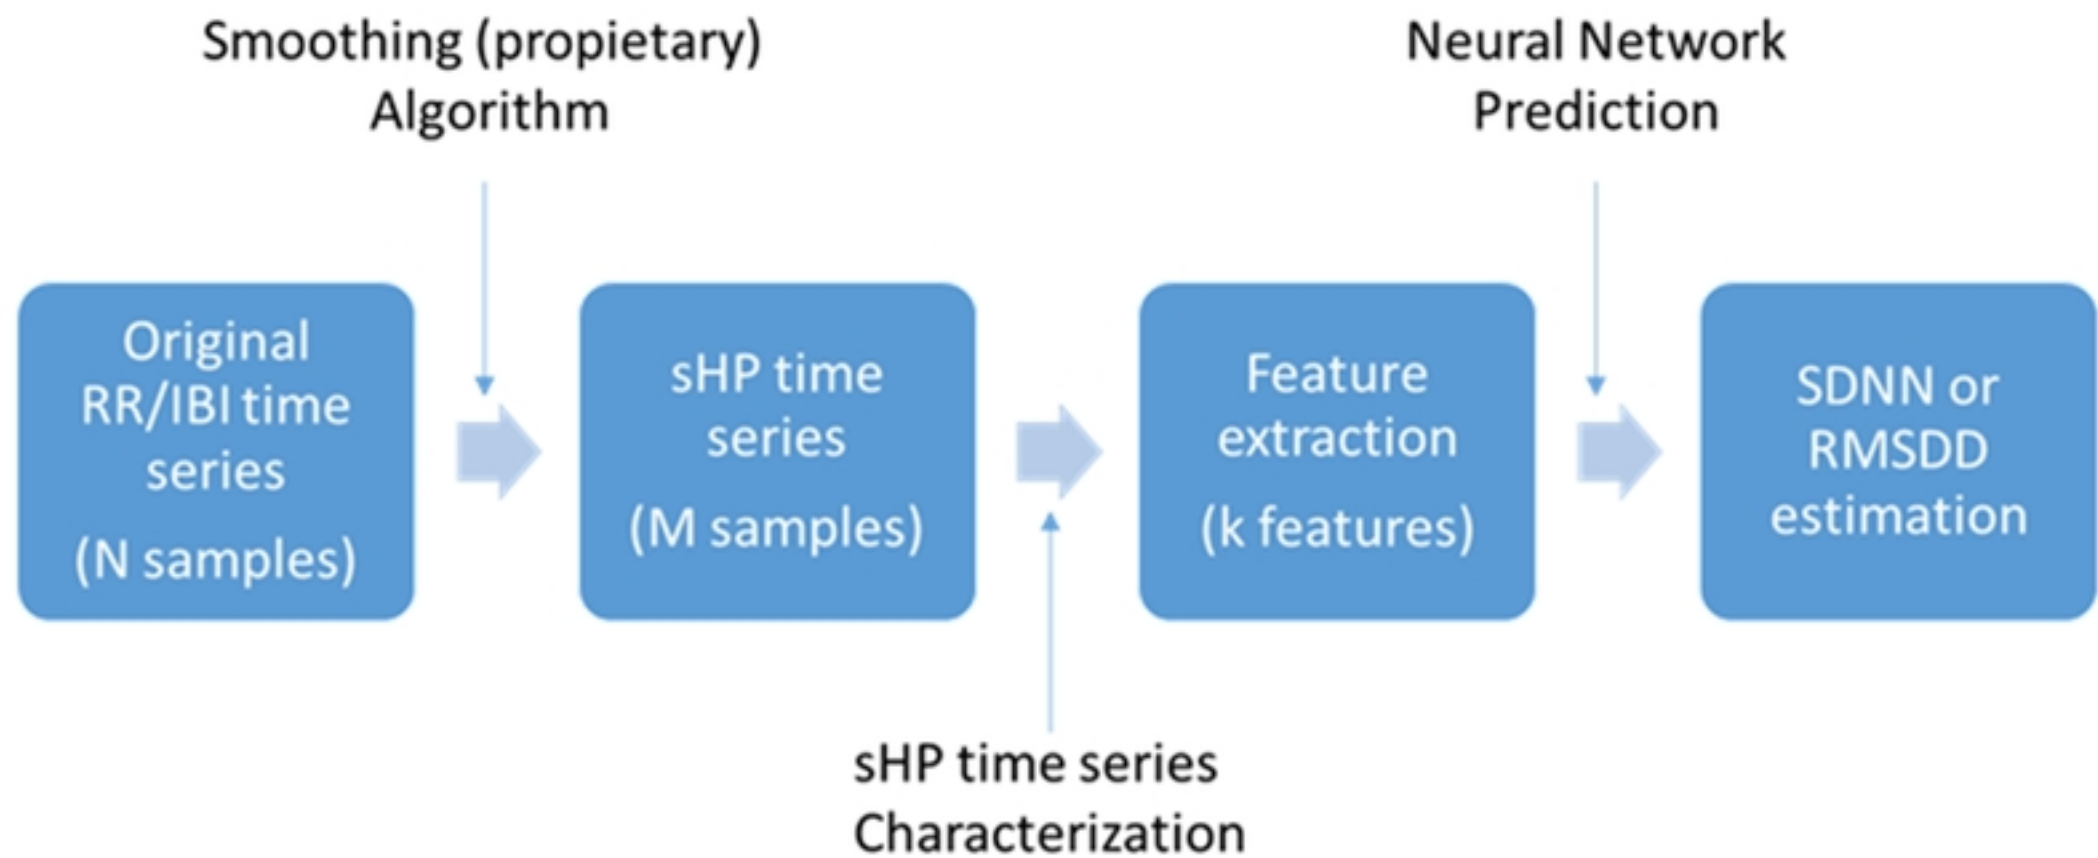 Smoothing (propietary)
Algorithm
Neural Network
Prediction
Original
RR/IBI time
series
(N samples)
sHP time
series
(M samples)
Feature
extraction
(k features)
SDNN or
RMSDD
estimation
sHP time series
Characterization